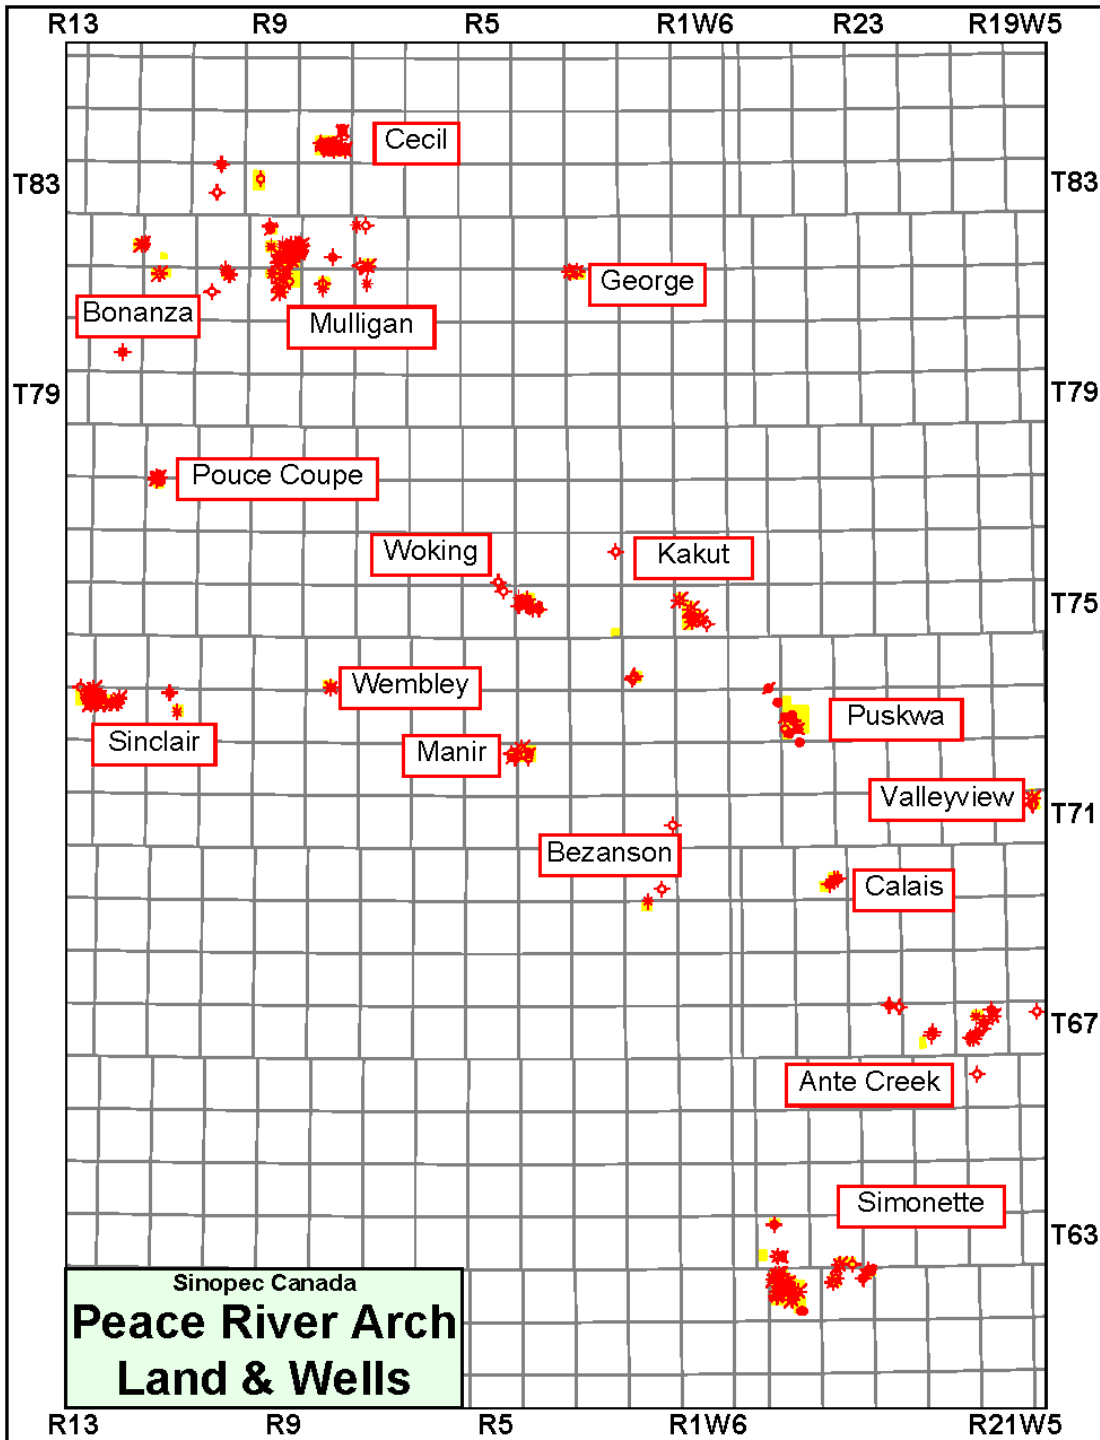 R13 R9 R5 R1W6 R23 R19W5
Cecil
T83 T83
George
Bonanza Mulligan
T79 T79
Pouce Coupe
Woking Kakut
T75
Wembley
Sinclair Manir Puskwa
Valleyview T71
Bezanson
Calais
T67
Ante Creek
Simonette
T63
Sinopec Canada
Peace River Arch
Land & Wells
R13 R9 R5 R1W6 R21W5